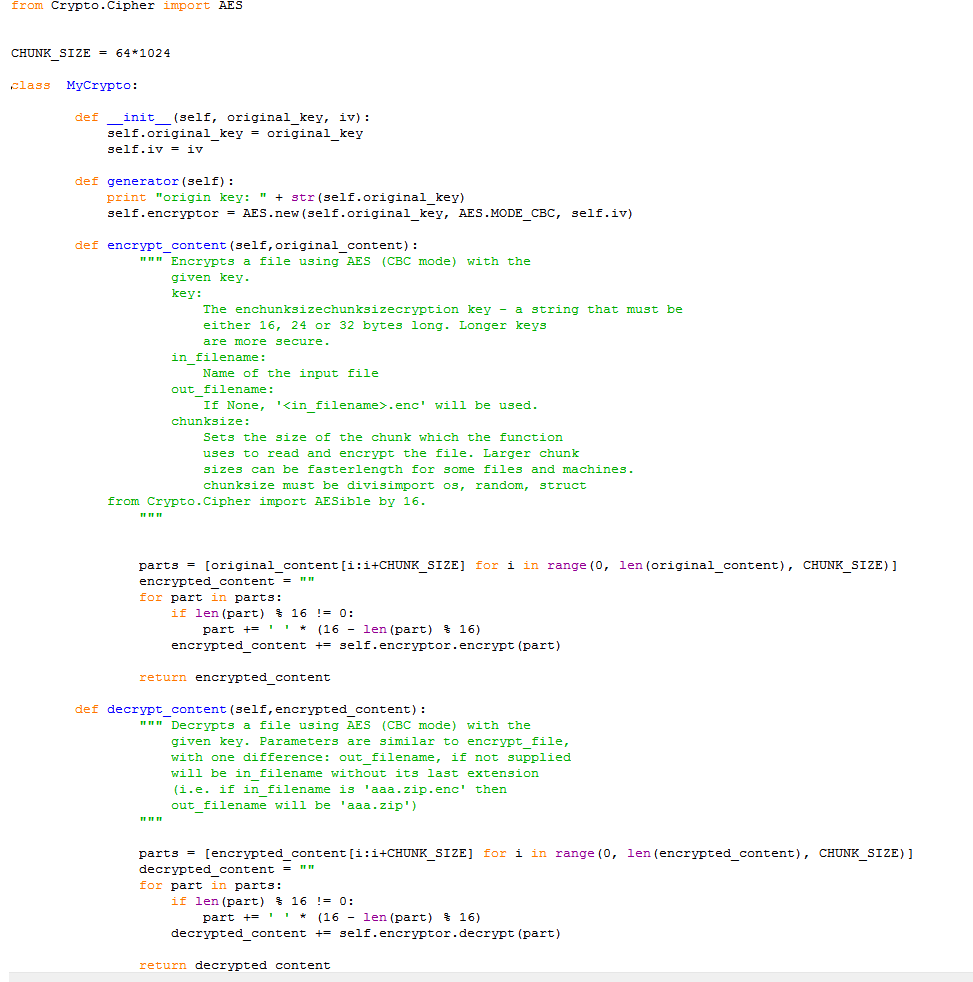 from Crypto.Cipher import AES
CHUNK_SIZE = 64*1024
class  MyCrypto:
def __init__(self, original_key, iv):
self.original_key = original_key
self.iv = iv
def generator(self):
print "origin key: " + str(self.original_key)
self.encryptor = AES.new(self.original_key, AES.MODE_CBC, self.iv)
def encrypt_content(self,original_content):
""" Encrypts a file using AES (CBC mode) with the
given key.
key:
The enchunksizechunksizecryption key - a string that must be
either 16, 24 or 32 bytes long. Longer keys
are more secure.
in_filename:
Name of the input file
out_filename:
If None, '<in_filename>.enc' will be used.
chunksize:
Sets the size of the chunk which the function
uses to read and encrypt the file. Larger chunk
sizes can be fasterlength for some files and machines.
chunksize must be divisimport os, random, struct
from Crypto.Cipher import AESible by 16.
"""
parts = [original_content[i:i+CHUNK_SIZE] for i in range(0, len(original_content), CHUNK_SIZE)]
encrypted_content = ""
for part in parts:
if len(part) % 16 != 0:
part += ' ' * (16 - len(part) % 16)
encrypted_content += self.encryptor.encrypt(part)
return encrypted_content
def decrypt_content(self,encrypted_content):
""" Decrypts a file using AES (CBC mode) with the
given key. Parameters are similar to encrypt_file,
with one difference: out_filename, if not supplied
will be in_filename without its last extension
(i.e. if in_filename is 'aaa.zip.enc' then
out_filename will be 'aaa.zip')
"""
parts = [encrypted_content[i:i+CHUNK_SIZE] for i in range(0, len(encrypted_content), CHUNK_SIZE)]
decrypted_content = ""
for part in parts:
if len(part) % 16 != 0:
part += ' ' * (16 - len(part) % 16)
decrypted_content += self.encryptor.decrypt(part)
return decrypted_content